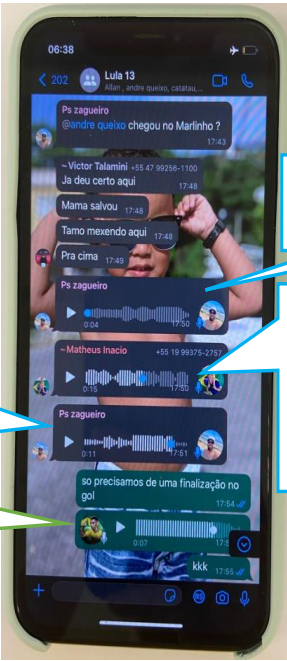 06:38
202
Lula 13
Allan , andre queixo, catatau,...
Ps zagueiro
@andre queixo chegou no Marlinho ?
17:43
~Victor Talamini +55 47 99256-1100
Ja deu certo aqui 17:48
Mama salvou 17:48
Tamo mexendo aqui 17:48
Pra cima 17:49
Ps zagueiro
0:04 17:50
~Matheus Inacio +55 19 99375-2757
0:15 17:50
Ps zagueiro
0:11 17:51
so precisamos de uma finalização no
gol
17:54
0:07
kkk 17:55